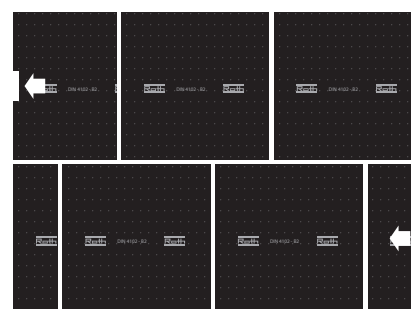 Roth DIN 4102 - B2
Roth DIN 4102 - B2 Roth
Roth DIN 4102 - B2 Roth
Roth Roth DIN 4102 - B2 Roth
Roth DIN 4102 - B2 Roth